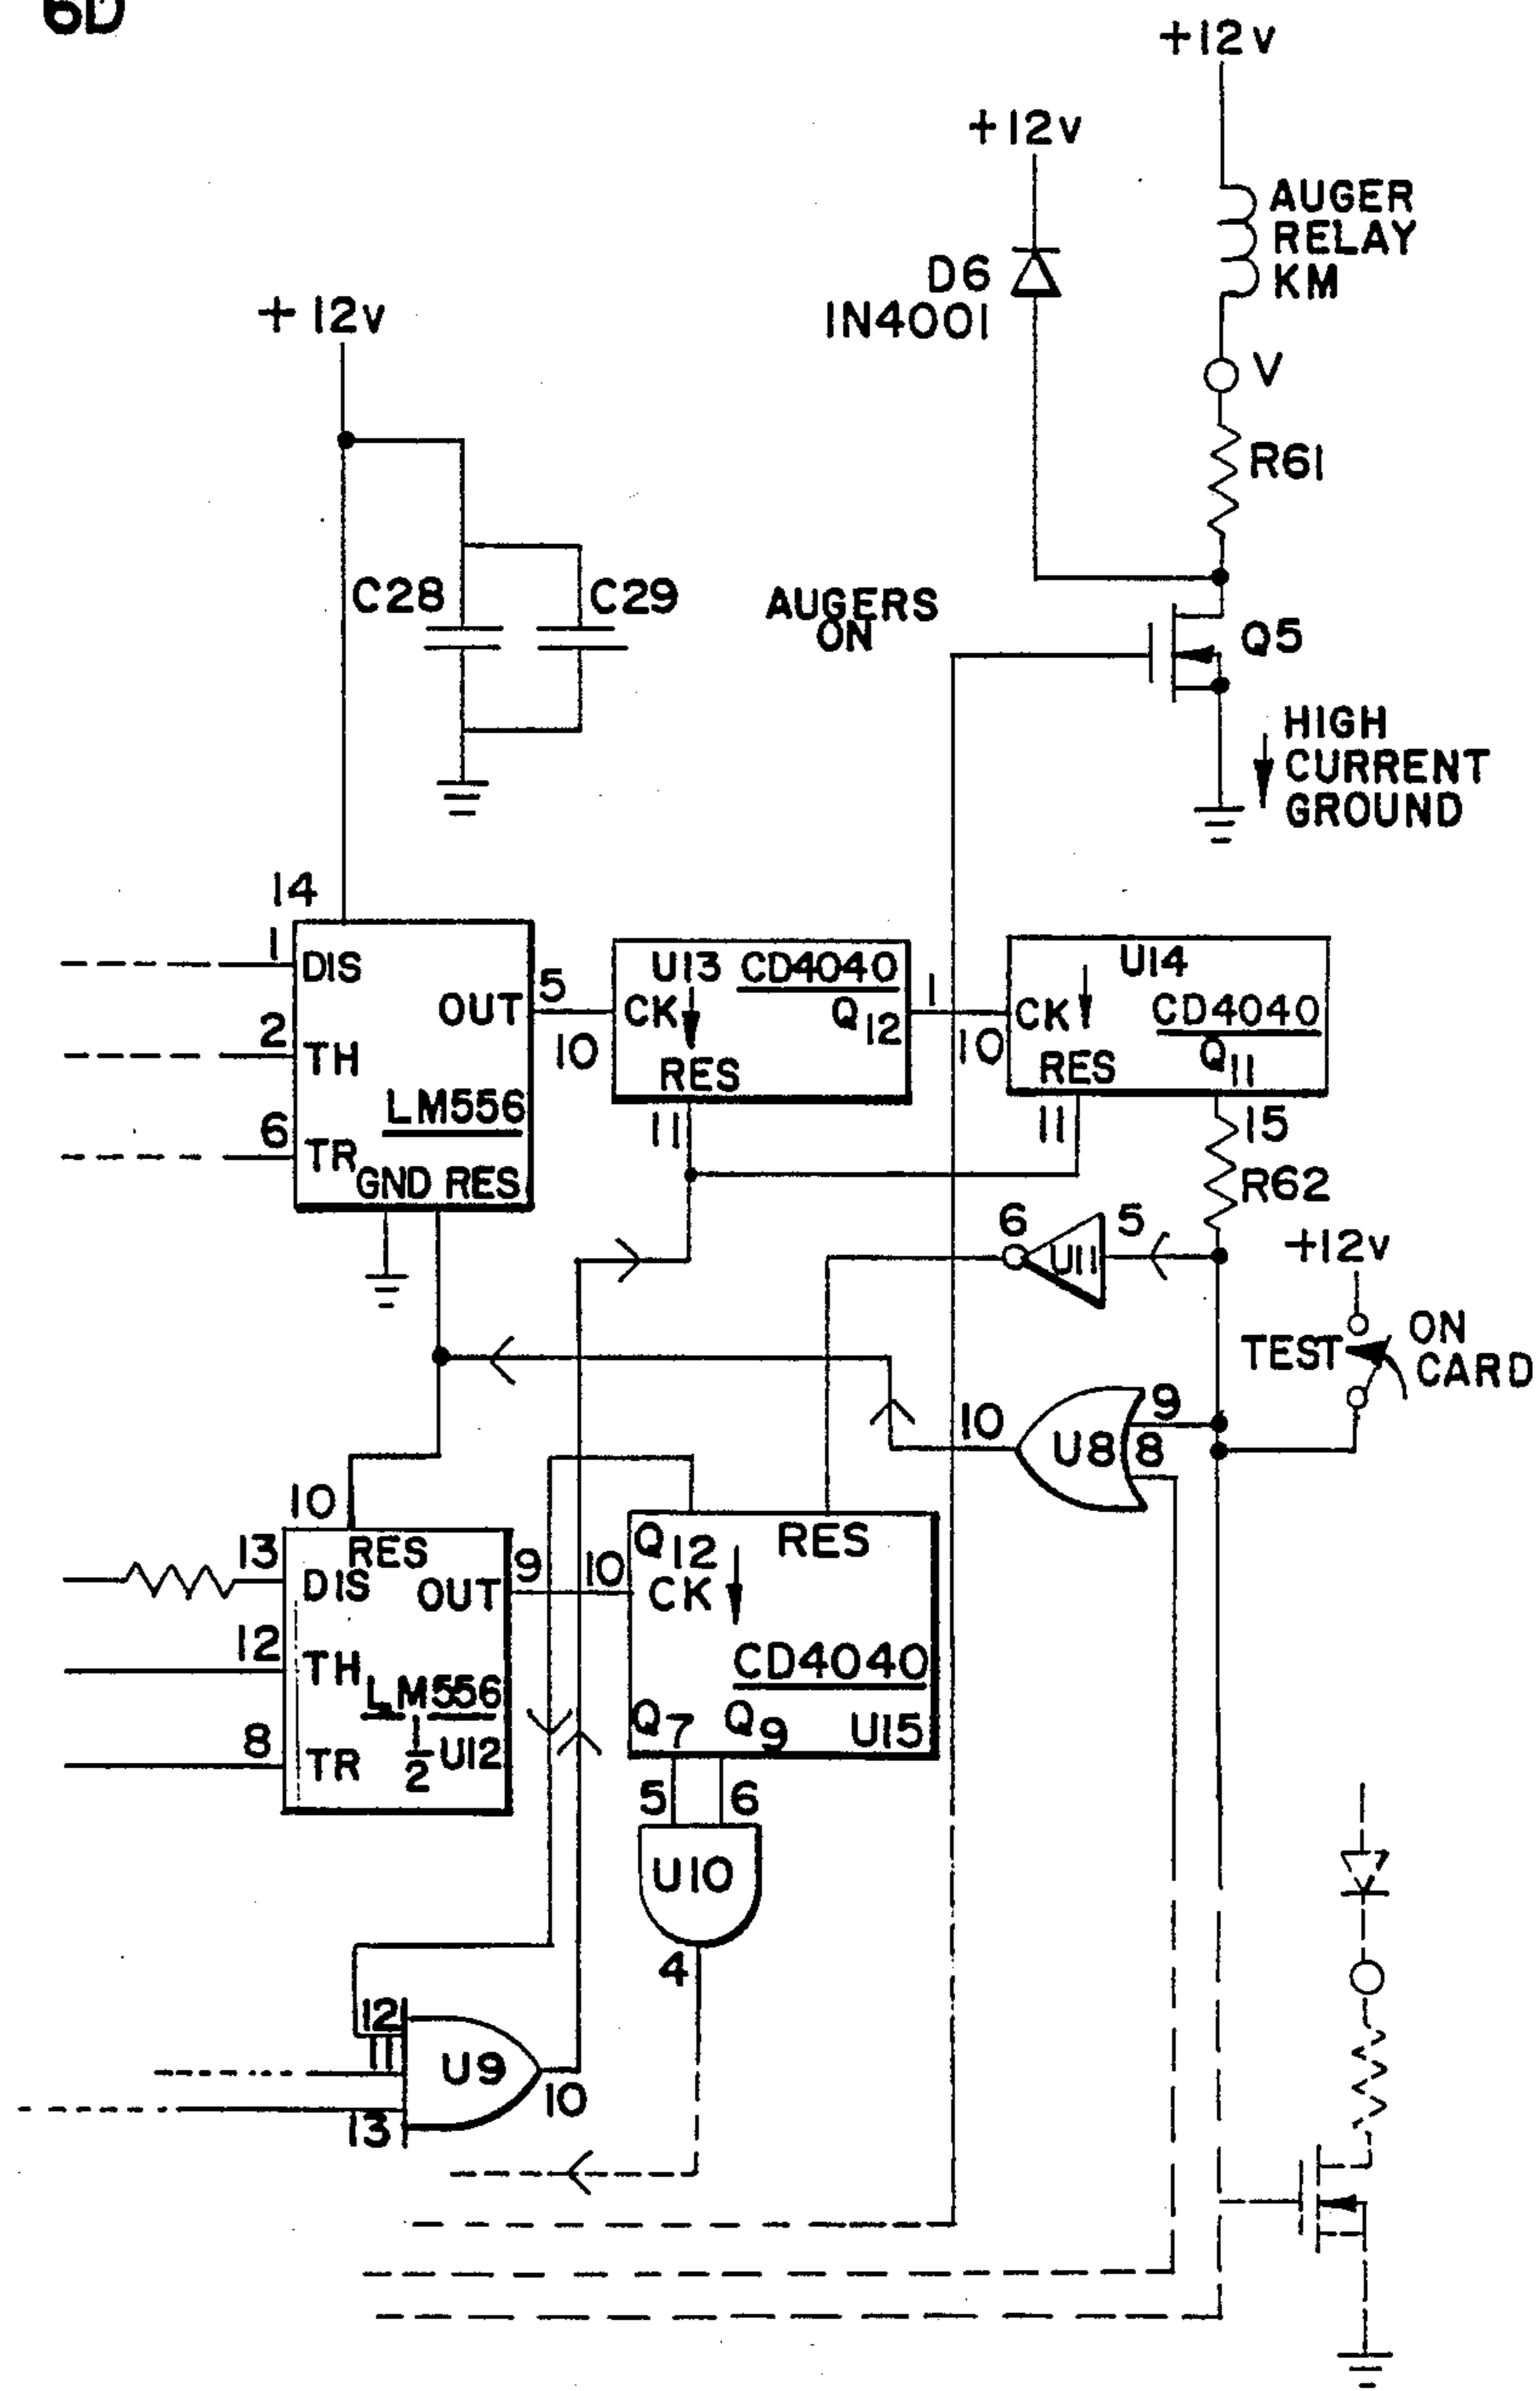 6D
+12v
+12v
AUGER
RELAY
KM
D6
1N4001
+12v
V
R61
C28
C29
AUGERS
ON
Q5
HIGH
CURRENT
GROUND
14
1
DIS
2
TH
6
TR
OUT
LM556
GND RES
5
10
U13 CD4040
CK
Q12
RES
11
1
10
U14
CK
CD4040
Q11
RES
11
15
R62
6
U11
5
+12v
TEST
ON
CARD
10
U8
9
8
10
13
RES
DIS
OUT
12
TH
LM556
1/2 U12
8
TR
9
10
Q12
RES
CK
CD4040
Q7
Q9
U15
5
6
U10
4
12
11
13
U9
10